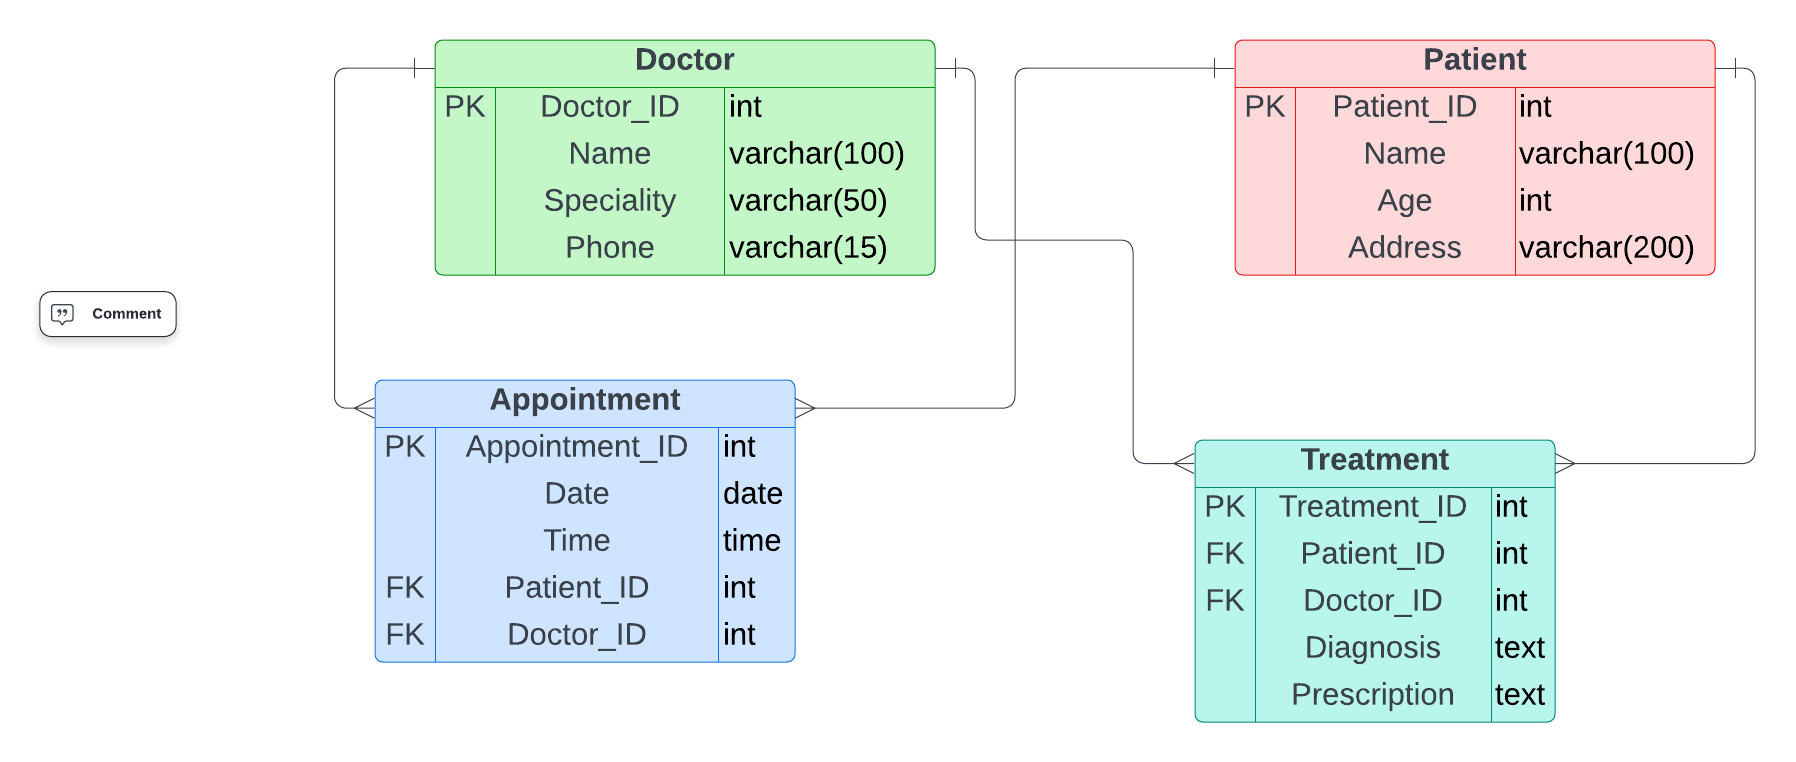 Doctor
PK Doctor_ID int
Name varchar(100)
Speciality varchar(50)
Phone varchar(15)
Patient
PK Patient_ID int
Name varchar(100)
Age int
Address varchar(200)
Comment
Appointment
PK Appointment_ID int
Date date
Time time
FK Patient_ID int
FK Doctor_ID int
Treatment
PK Treatment_ID int
FK Patient_ID int
FK Doctor_ID int
Diagnosis text
Prescription text